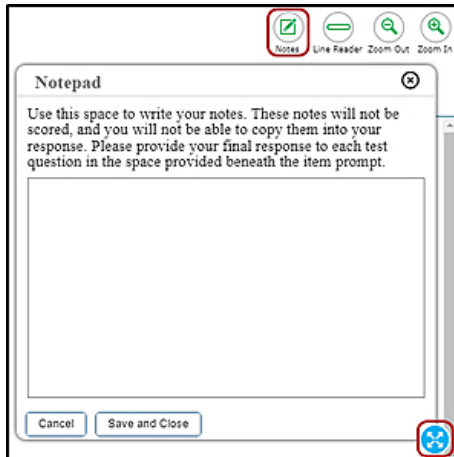 Notes Line Reader Zoom Out Zoom In
Notepad
Use this space to write your notes. These notes will not be
scored, and you will not be able to copy them into your
response. Please provide your final response to each test
question in the space provided beneath the item prompt.
Cancel Save and Close